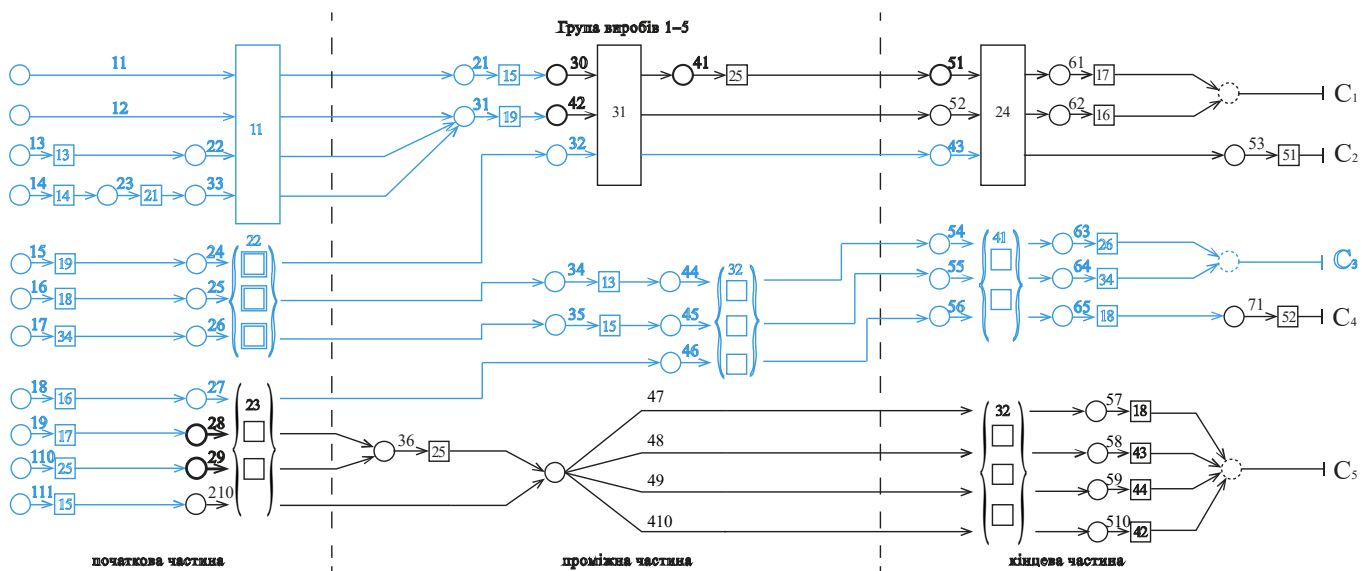 Група виробів 1–5
11 21 15 30 41 25 51 61 17
12 31 19 42 31 52 24 62 16 C1
11
13 13 22 32 43 53 51 C2
14 14 23 21 33
15 19 24 22 54 41 63 26 C3
16 18 25 34 13 44 32 55 64 34
17 34 26 35 15 45 56 65 18 71 52 C4
46
18 16 27 23 47 32 57 18
19 17 28 36 25 48 58 43
110 25 29 49 59 44 C5
111 15 210 410 510 42
початкова частина проміжна частина кінцева частина